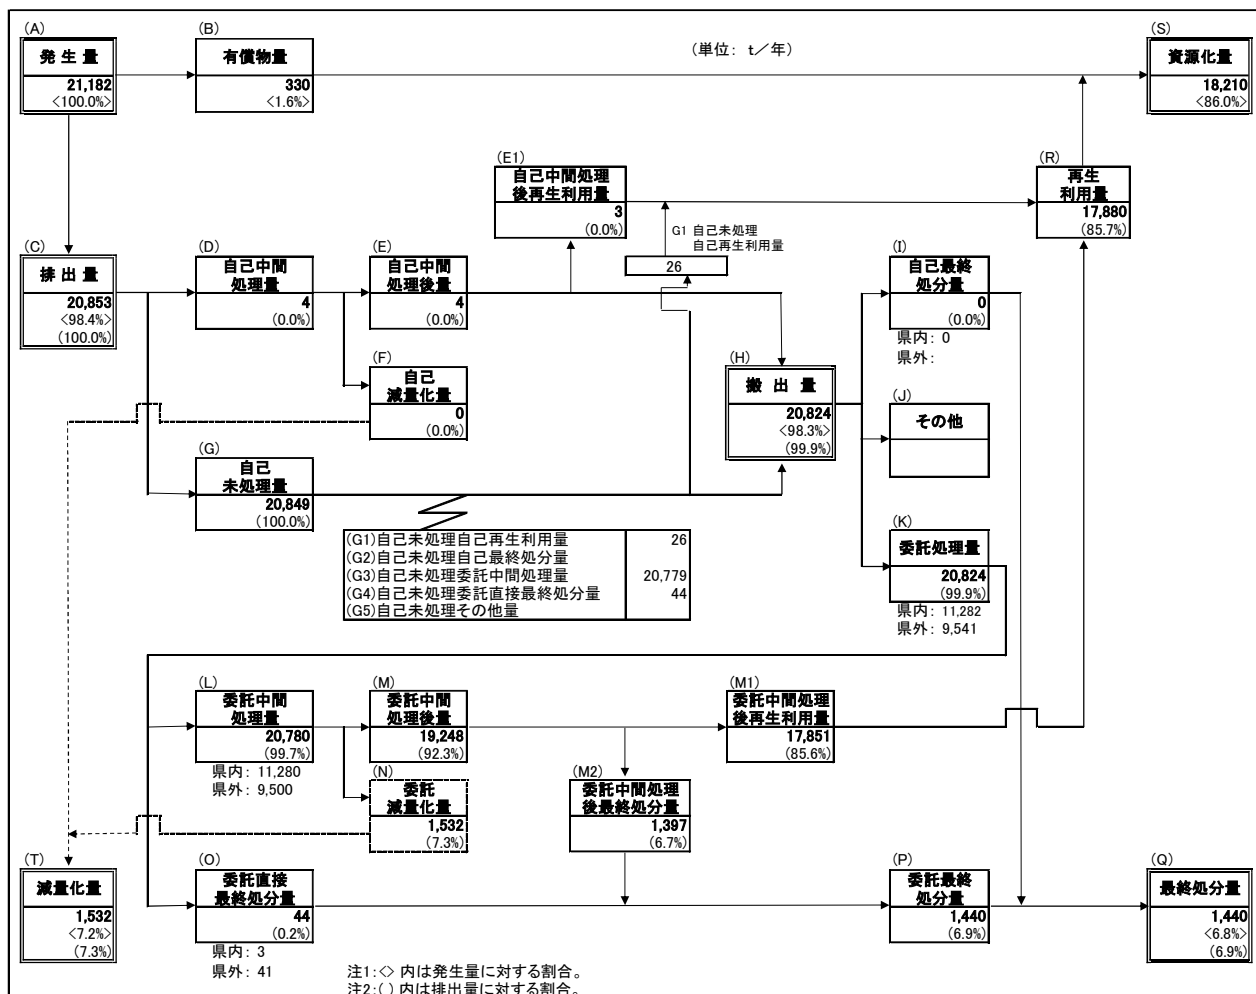 (A)
発 生 量
21,182
<100.0%>
(B)
有償物量
330
<1.6%>
(単位: t/年)
(S)
資源化量
18,210
<86.0%>
(E1)
自己中間処理
後再生利用量
3
(0.0%)
(R)
再生
利用量
17,880
(85.7%)
G1 自己未処理
自己再生利用量
26
(C)
排 出 量
20,853
<98.4%>
(100.0%)
(D)
自己中間
処理量
4
(0.0%)
(E)
自己中間
処理後量
4
(0.0%)
(I)
自己最終
処分量
0
(0.0%)
県内: 0
県外:
(F)
自己
減量化量
0
(0.0%)
(H)
搬 出 量
20,824
<98.3%>
(99.9%)
(J)
その他
(G)
自己
未処理量
20,849
(100.0%)
(G1)自己未処理自己再生利用量 26
(G2)自己未処理自己最終処分量
(G3)自己未処理委託中間処理量 20,779
(G4)自己未処理委託直接最終処分量 44
(G5)自己未処理その他量
(K)
委託処理量
20,824
(99.9%)
県内: 11,282
県外: 9,541
(L)
委託中間
処理量
20,780
(99.7%)
県内: 11,280
県外: 9,500
(M)
委託中間
処理後量
19,248
(92.3%)
(M1)
委託中間処理
後再生利用量
17,851
(85.6%)
(N)
委託
減量化量
1,532
(7.3%)
(M2)
委託中間処理
後最終処分量
1,397
(6.7%)
(T)
減量化量
1,532
<7.2%>
(7.3%)
(O)
委託直接
最終処分量
44
(0.2%)
県内: 3
県外: 41
(P)
委託最終
処分量
1,440
(6.9%)
(Q)
最終処分量
1,440
<6.8%>
(6.9%)
注1:<> 内は発生量に対する割合。
注2:( ) 内は排出量に対する割合。